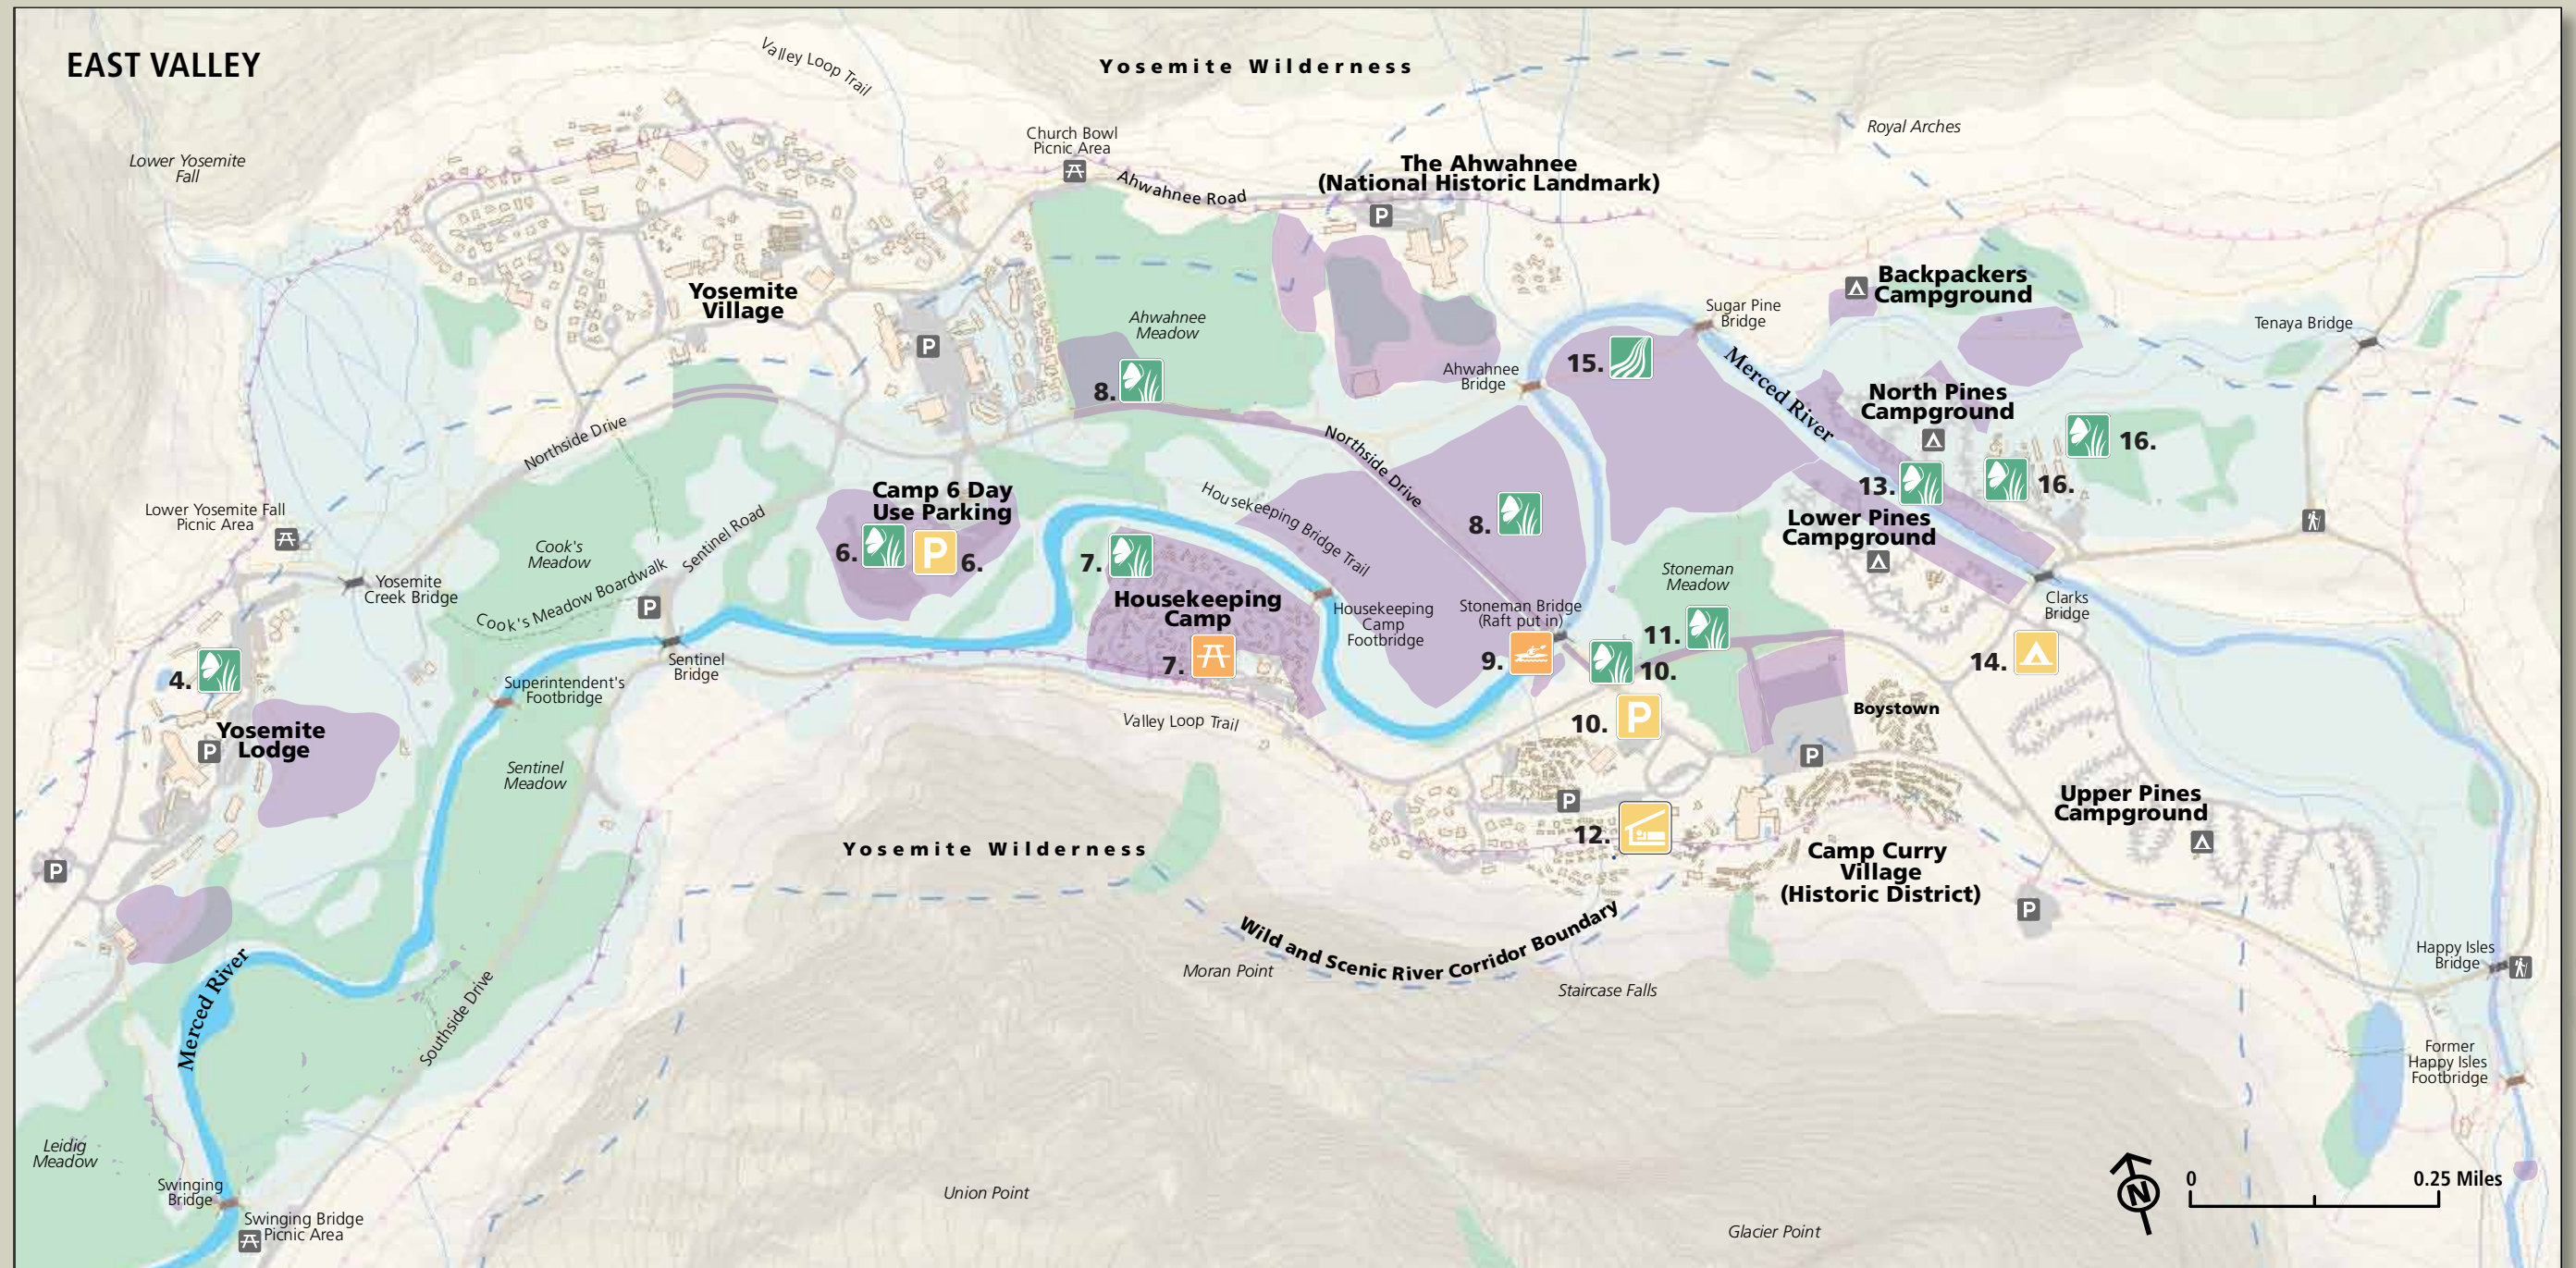 EAST VALLEY
Valley Loop Trail
Yosemite Wilderness
Lower Yosemite
Fall
Church Bowl
Picnic Area
Ahwahnee Road
The Ahwahnee
(National Historic Landmark)
P
Royal Arches
Yosemite
Village
P
Ahwahnee
Meadow
8.
Ahwahnee
Bridge
15.
Sugar Pine
Bridge
Merced River
Backpackers
Campground
Tenaya Bridge
North Pines
Campground
16.
16.
13.
Lower Pines
Campground
Northside Drive
Northside Drive
Lower Yosemite Fall
Picnic Area
Cook's
Meadow
Sentinel Road
Camp 6 Day
Use Parking
6.
P
6.
Housekeeping Bridge Trail
8.
7.
Housekeeping
Camp
7.
Yosemite
Creek Bridge
Cook's Meadow Boardwalk
P
Sentinel
Bridge
Housekeeping
Camp
Footbridge
Stoneman Bridge
(Raft put in)
9.
Stoneman
Meadow
11.
10.
10.
P
Clarks
Bridge
14.
4.
Yosemite
Lodge
P
Superintendent's
Footbridge
Valley Loop Trail
Boystown
P
Sentinel
Meadow
P
12.
Upper Pines
Campground
Camp Curry
Village
(Historic District)
P
P
Yosemite Wilderness
Wild and Scenic River Corridor Boundary
Moran Point
Staircase Falls
Happy Isles
Bridge
Merced River
Southside Drive
Former
Happy Isles
Footbridge
Leidig
Meadow
Swinging
Bridge
Swinging Bridge
Picnic Area
Union Point
Glacier Point
N
0
0.25 Miles